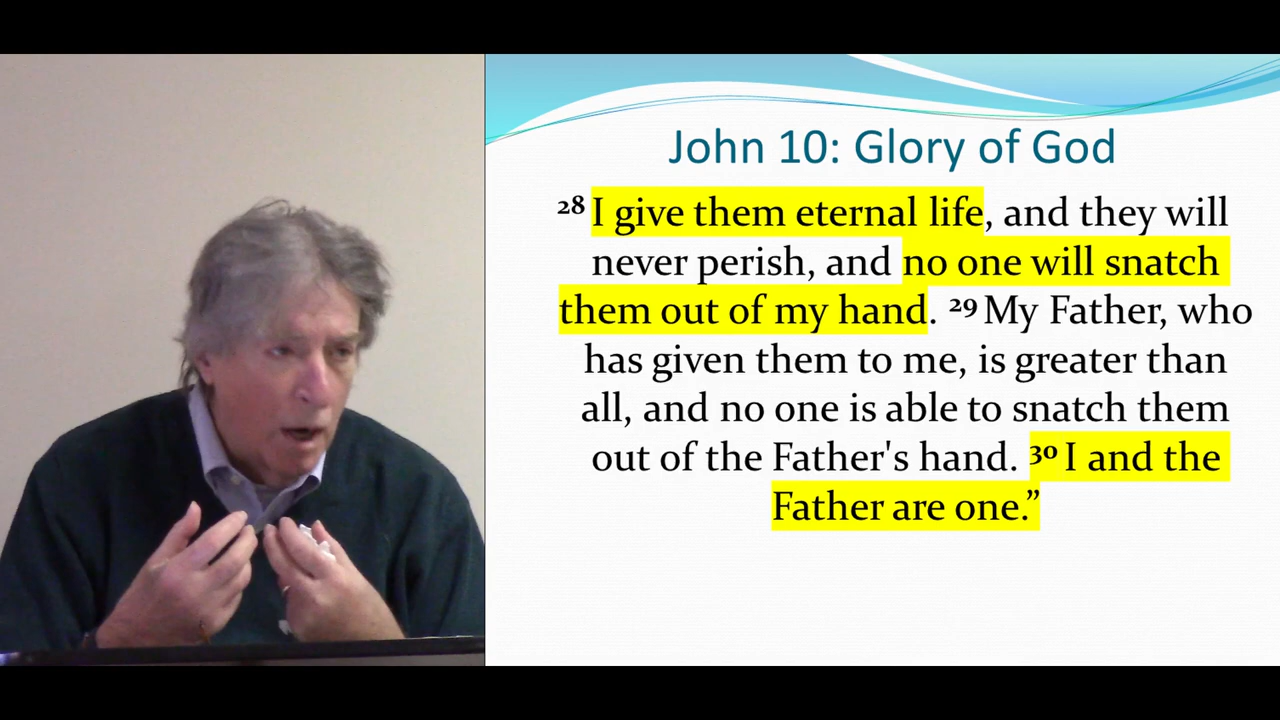 John 10: Glory of God
28 I give them eternal life, and they will
never perish, and no one will snatch
them out of my hand. 29 My Father, who
has given them to me, is greater than
all, and no one is able to snatch them
out of the Father's hand. 30 I and the
Father are one.”